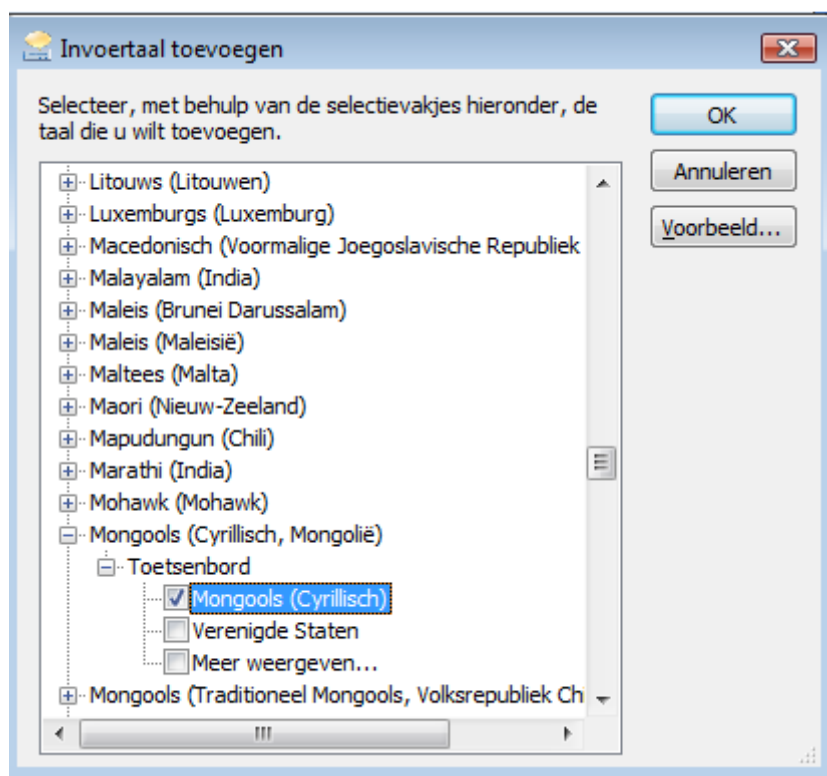 Invoertaal toevoegen
Selecteer, met behulp van de selectievakjes hieronder, de
taal die u wilt toevoegen.
OK
Annuleren
Voorbeeld...
Litouws (Litouwen)
Luxemburgs (Luxemburg)
Macedonisch (Voormalige Joegoslavische Republiek
Malayalam (India)
Maleis (Brunei Darussalam)
Maleis (Maleisië)
Maltees (Malta)
Maori (Nieuw-Zeeland)
Mapudungun (Chili)
Marathi (India)
Mohawk (Mohawk)
Mongools (Cyrillisch, Mongolië)
Toetsenbord
Mongools (Cyrillisch)
Verenigde Staten
Meer weergeven...
Mongools (Traditioneel Mongools, Volksrepubliek Chi